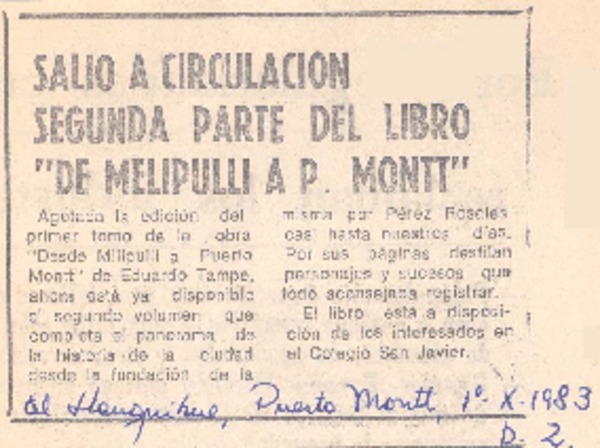 SALIO A CIRCULACION
SEGUNDA PARTE DEL LIBRO
"DE MELIPULLI A P. MONTT"
Agotada la edición del
primer tomo de la obra
"Desde Milipulli a Puerto
Montt" de Eduardo Tampe,
ahora está ya disponible
el segundo volumen que
completa el panorama de
la historia de la ciudad
desde la fundación de la
misma por Pérez Rosales
casi hasta nuestros días.
Por sus páginas desfilan
personajes y sucesos que
todo aconsejaba registrar.
El libro está a disposi-
ción de los interesados en
el Colegio San Javier.
El Llanquihue, Puerto Montt, 1º-X-1983
p. 2.